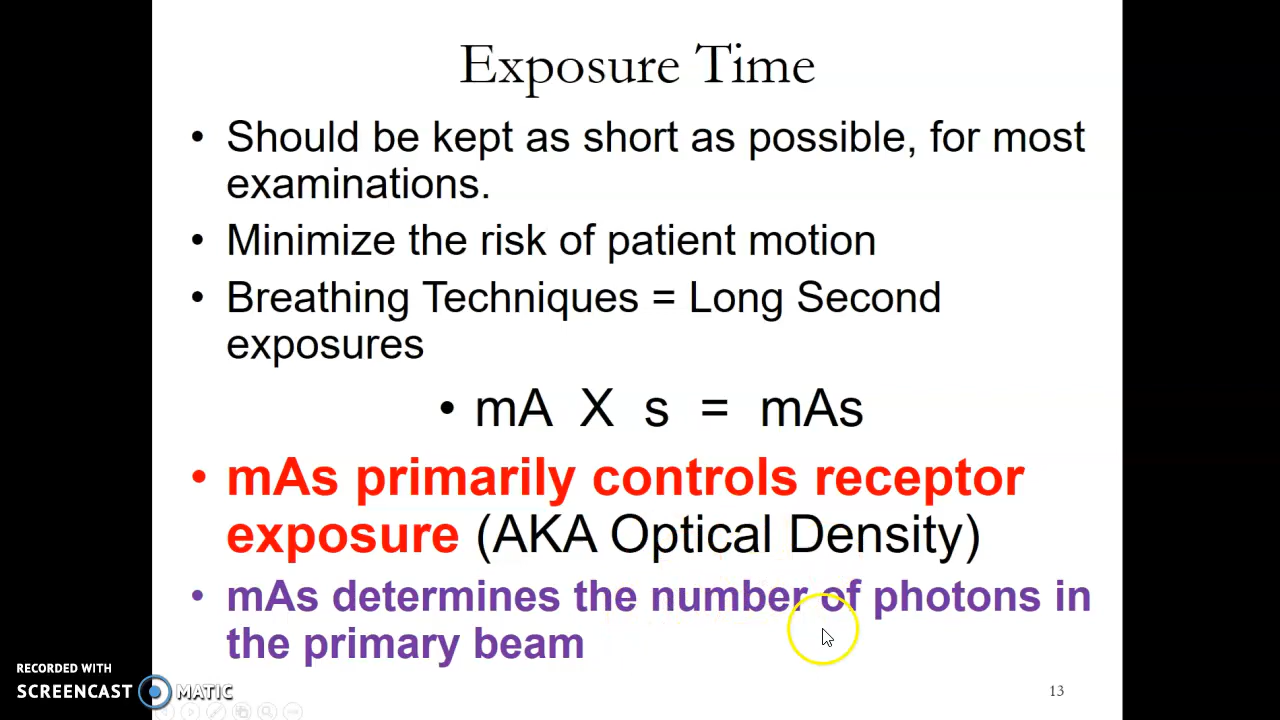 Exposure Time
• Should be kept as short as possible, for most
examinations.
• Minimize the risk of patient motion
• Breathing Techniques = Long Second
exposures
• mA X s = mAs
• mAs primarily controls receptor
exposure (AKA Optical Density)
• mAs determines the number of photons in
the primary beam
RECORDED WITH
SCREENCAST MATIC
13